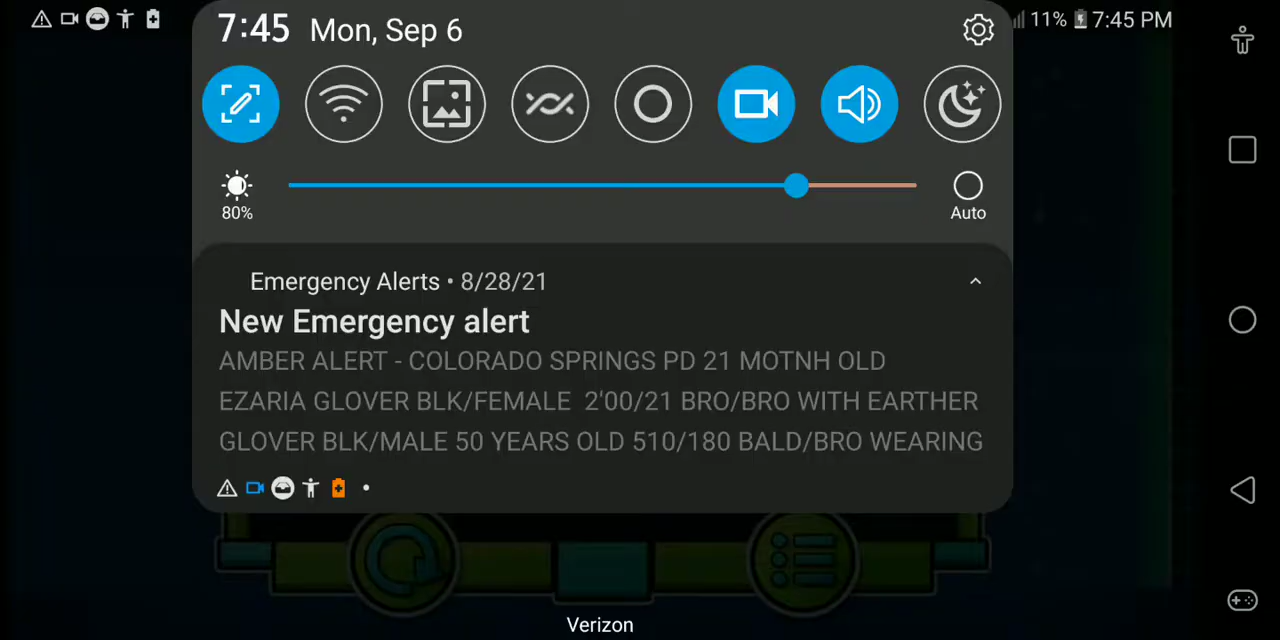 7:45 Mon, Sep 6
11% 7:45 PM
80%
Auto
Emergency Alerts • 8/28/21
New Emergency alert
AMBER ALERT - COLORADO SPRINGS PD 21 MOTNH OLD
EZARIA GLOVER BLK/FEMALE 2'00/21 BRO/BRO WITH EARTHER
GLOVER BLK/MALE 50 YEARS OLD 510/180 BALD/BRO WEARING
Verizon